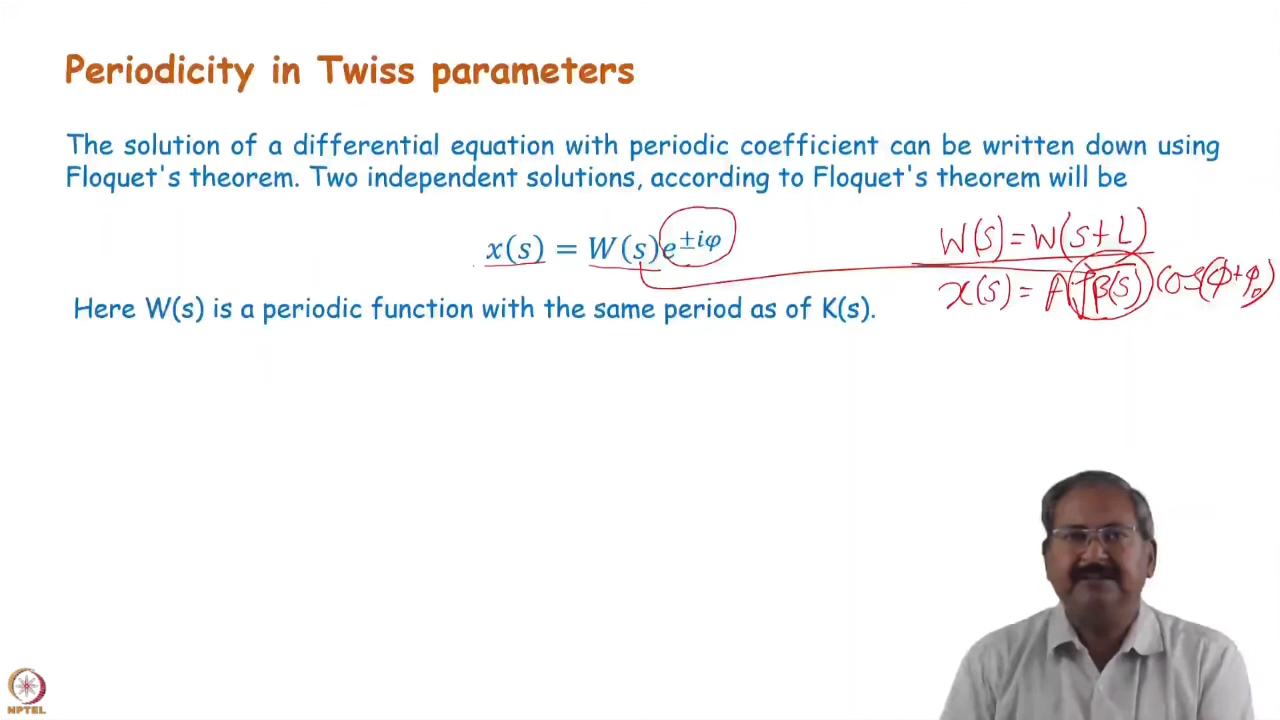 Periodicity in Twiss parameters
The solution of a differential equation with periodic coefficient can be written down using
Floquet's theorem. Two independent solutions, according to Floquet's theorem will be
x(s) = W(s)e^{±iφ}
W(s)=W(s+L)
x(s) = A√β(s) Cos(φ+φ₀)
Here W(s) is a periodic function with the same period as of K(s).
NPTEL